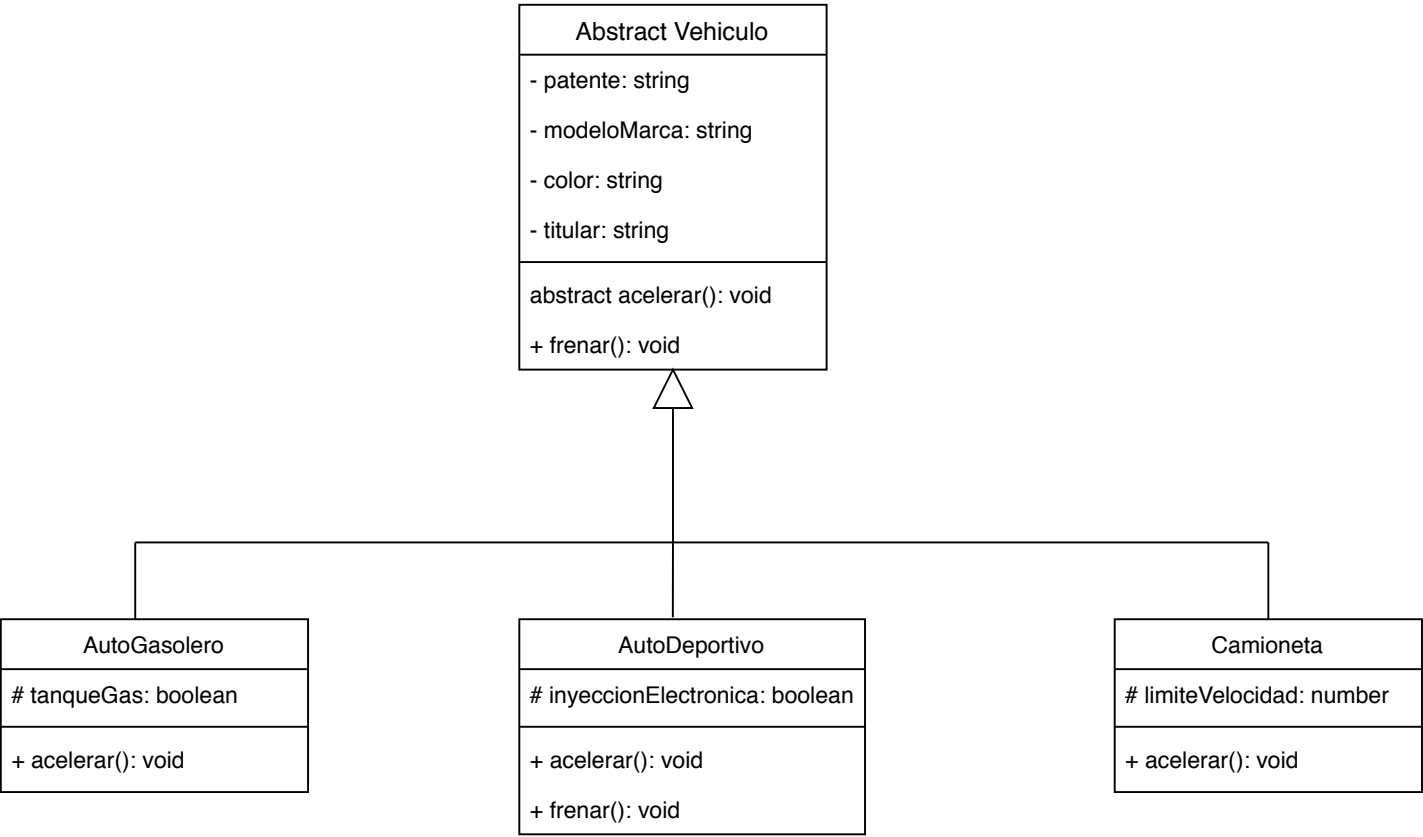 Abstract Vehiculo
- patente: string
- modeloMarca: string
- color: string
- titular: string
abstract acelerar(): void
+ frenar(): void
AutoGasolero
# tanqueGas: boolean
+ acelerar(): void
AutoDeportivo
# inyeccionElectronica: boolean
+ acelerar(): void
+ frenar(): void
Camioneta
# limiteVelocidad: number
+ acelerar(): void